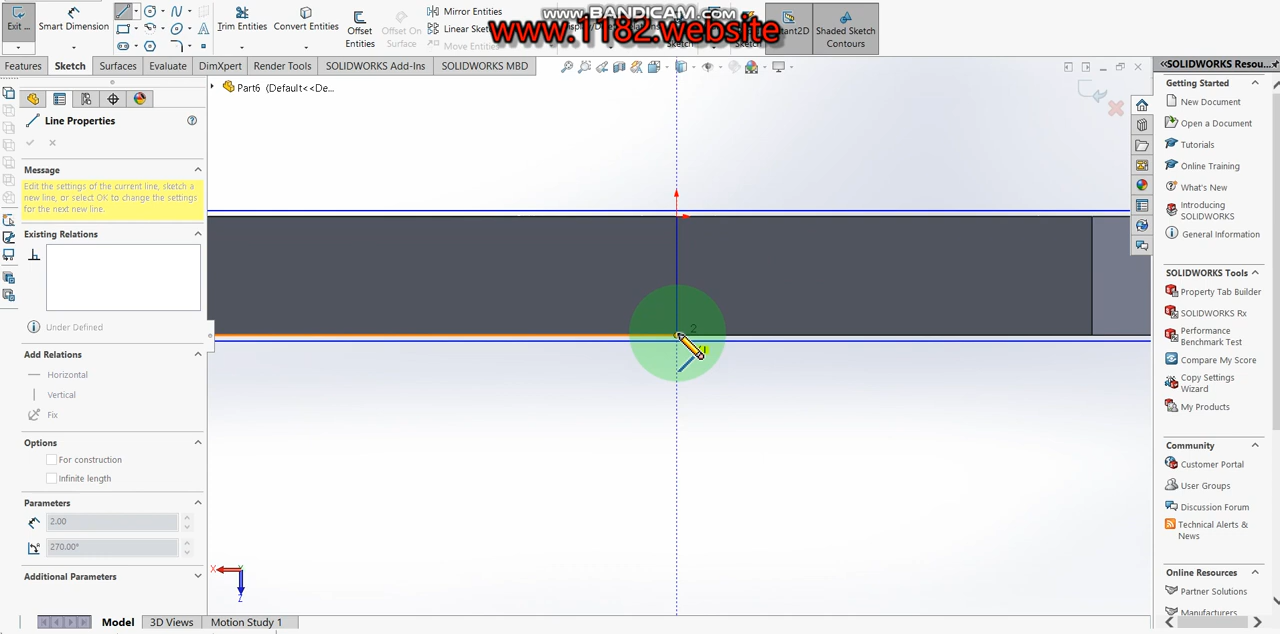 www.BANDICAM.com
www.1182.website
Exit ...
Smart Dimension
Trim Entities
Convert Entities
Offset
Entities
Offset On
Surface
Mirror Entities
Linear Sketch
Move Entities
Sketch
Sketch
Instant2D
Shaded Sketch
Contours
Features
Sketch
Surfaces
Evaluate
DimXpert
Render Tools
SOLIDWORKS Add-Ins
SOLIDWORKS MBD
Part6 (Default<<De...
Line Properties
Message
Edit the settings of the current line, sketch a
new line, or select OK to change the settings
for the next new line.
Existing Relations
Under Defined
Add Relations
Horizontal
Vertical
Fix
Options
For construction
Infinite length
Parameters
2.00
270.00°
Additional Parameters
2
X
Z
Model
3D Views
Motion Study 1
SOLIDWORKS Resou...
Getting Started
New Document
Open a Document
Tutorials
Online Training
What's New
Introducing
SOLIDWORKS
General Information
SOLIDWORKS Tools
Property Tab Builder
SOLIDWORKS Rx
Performance
Benchmark Test
Compare My Score
Copy Settings
Wizard
My Products
Community
Customer Portal
User Groups
Discussion Forum
Technical Alerts &
News
Online Resources
Partner Solutions
Manufacturers